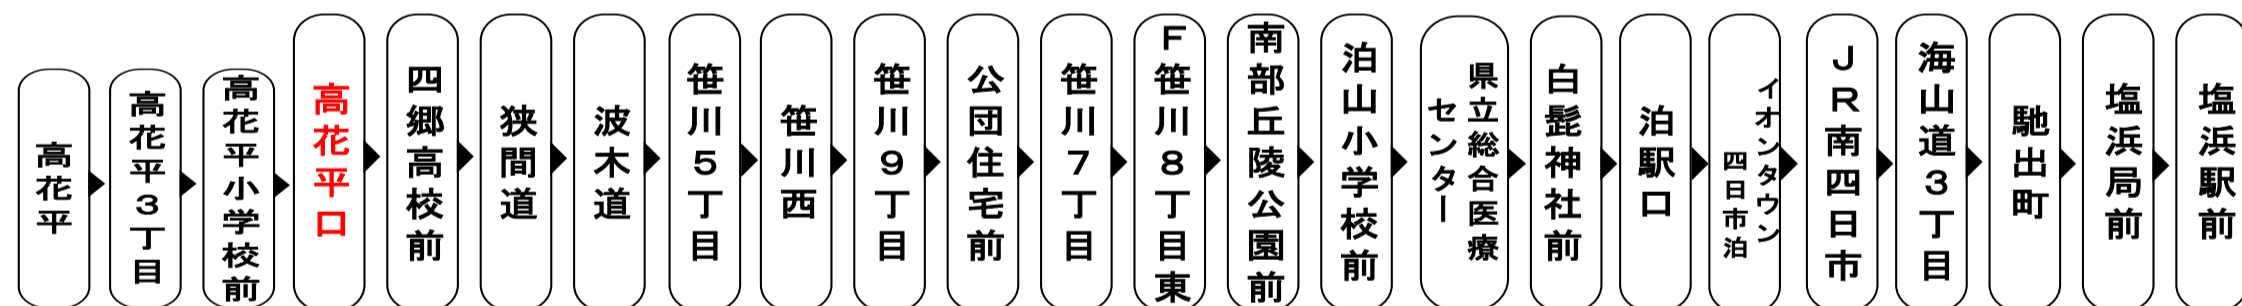 高花平
高花平3丁目
高花平小学校前
高花平口
四郷高校前
狭間道
波木道
笹川5丁目
笹川西
笹川9丁目
公団住宅前
笹川7丁目
F笹川8丁目東
南部丘陵公園前
泊山小学校前
県立総合医療
センター
白髭神社前
泊駅口
イオンタウン
四日市泊
JR南四日市
海山道3丁目
馳出町
塩浜局前
塩浜駅前